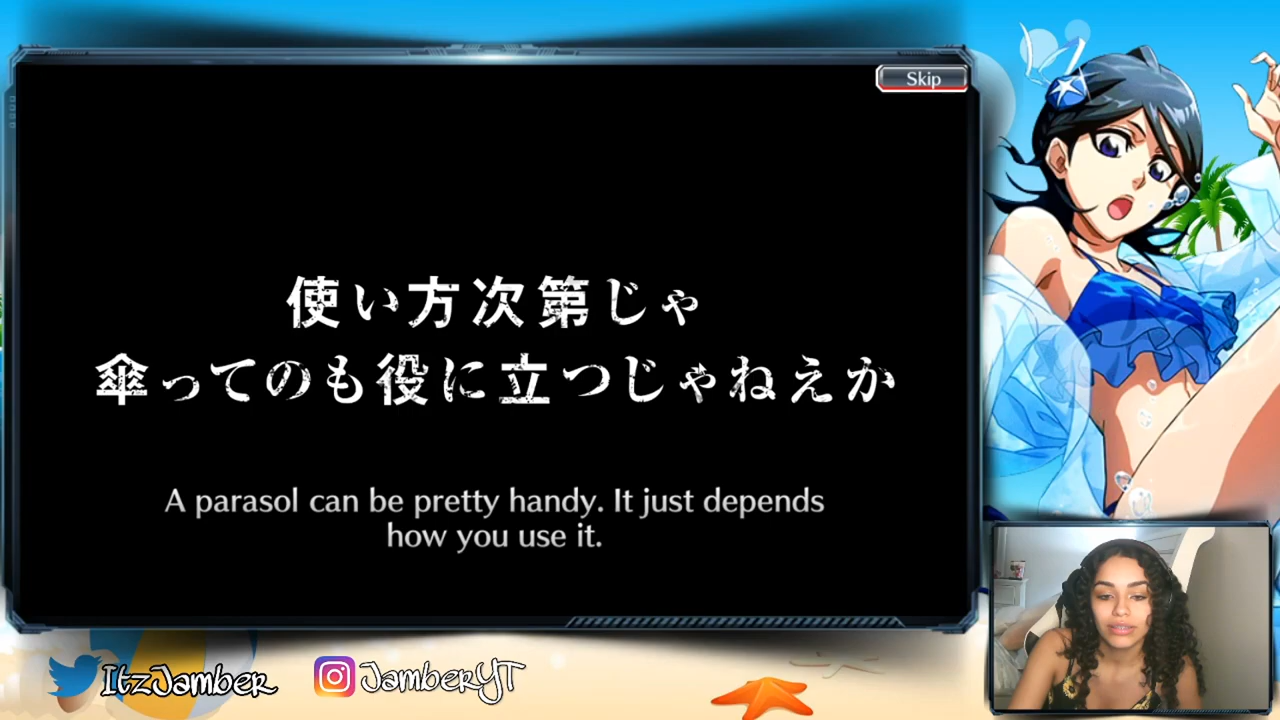 Skip
使い方次第じゃ
傘ってのも役に立つじゃねえか
A parasol can be pretty handy. It just depends
how you use it.
ItzJamber
JamberYT